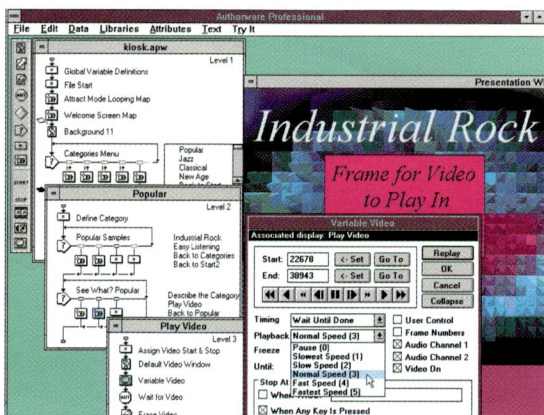 Authorware Professional
File Edit Data Libraries Attributes Text Try It
kiosk.apw
Level 1
Global Variable Definitions
File Start
Attract Mode Looping Map
Welcome Screen Map
Background 11
Categories Menu
Popular
Jazz
Classical
New Age
START
STOP
Popular
Level 2
Define Category
Popular Samples
Industrial Rock
Easy Listening
Back to Categories
Back to Start2
See What? Popular
Describe the Category
Play Video
Back to Popular
Play Video
Level 3
Assign Video Start & Stop
Default Video Window
Variable Video
WAIT
Wait for Video
Erase Video
Presentation Wi
Industrial Rock
Frame for Video
to Play In
Variable Video
Associated display: Play Video
Start: 22678 <- Set Go To
End: 38943 <- Set Go To
Replay
OK
Cancel
Collapse
Timing Wait Until Done
Playback Normal Speed (3)
Freeze
Until:
Pause (0)
Slowest Speed (1)
Slow Speed (2)
Normal Speed (3)
Fast Speed (4)
Fastest Speed (5)
User Control
Frame Numbers
Audio Channel 1
Audio Channel 2
Video On
Stop At
When Any Key Is Pressed